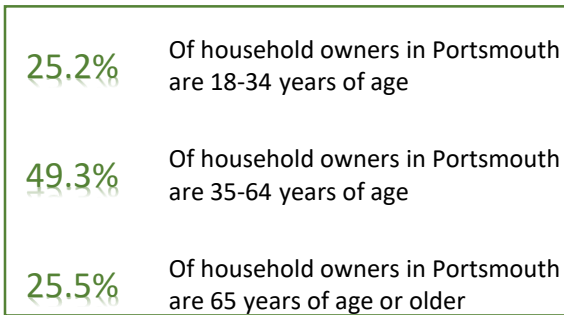 25.2%
Of household owners in Portsmouth
are 18-34 years of age
49.3%
Of household owners in Portsmouth
are 35-64 years of age
25.5%
Of household owners in Portsmouth
are 65 years of age or older